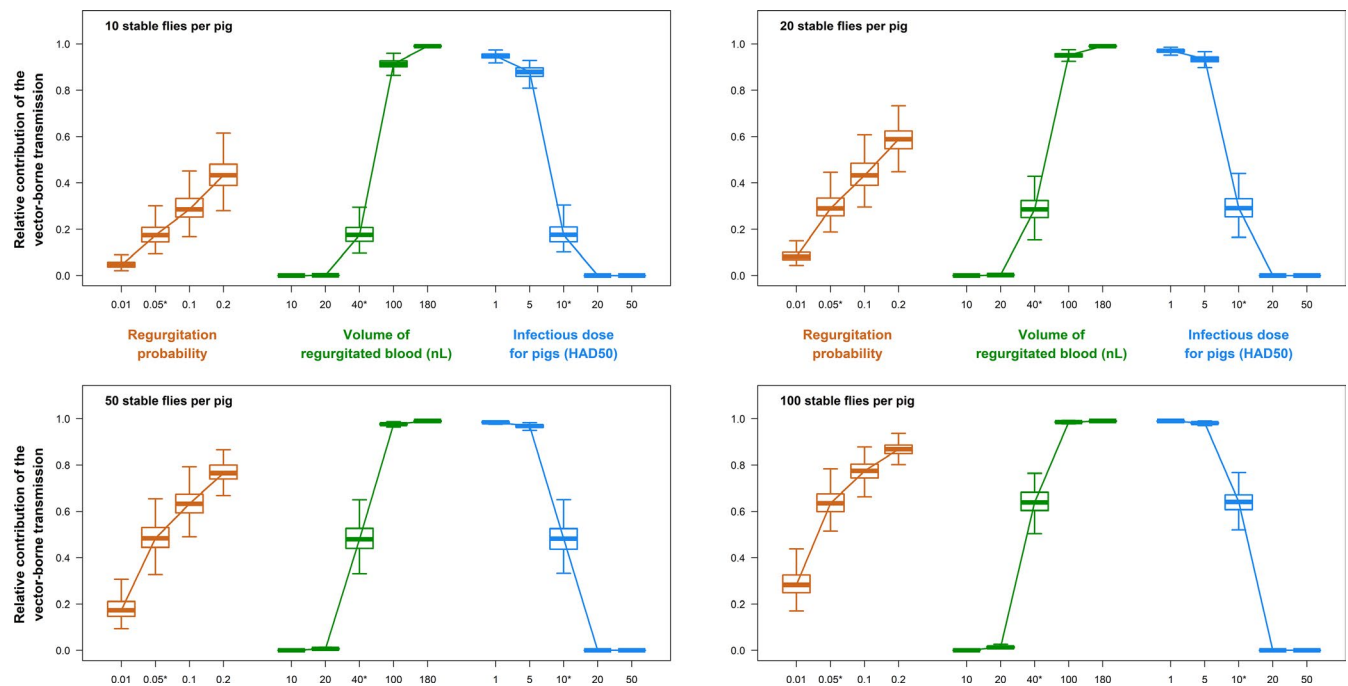 10 stable flies per pig
Relative contribution of the
vector-borne transmission
1.0
0.8
0.6
0.4
0.2
0.0
0.01 0.05* 0.1 0.2 10 20 40* 100 180 1 5 10* 20 50
Regurgitation
probability
Volume of
regurgitated blood (nL)
Infectious dose
for pigs (HAD50)
20 stable flies per pig
1.0
0.8
0.6
0.4
0.2
0.0
0.01 0.05* 0.1 0.2 10 20 40* 100 180 1 5 10* 20 50
Regurgitation
probability
Volume of
regurgitated blood (nL)
Infectious dose
for pigs (HAD50)
50 stable flies per pig
Relative contribution of the
vector-borne transmission
1.0
0.8
0.6
0.4
0.2
0.0
0.01 0.05* 0.1 0.2 10 20 40* 100 180 1 5 10* 20 50
100 stable flies per pig
1.0
0.8
0.6
0.4
0.2
0.0
0.01 0.05* 0.1 0.2 10 20 40* 100 180 1 5 10* 20 50